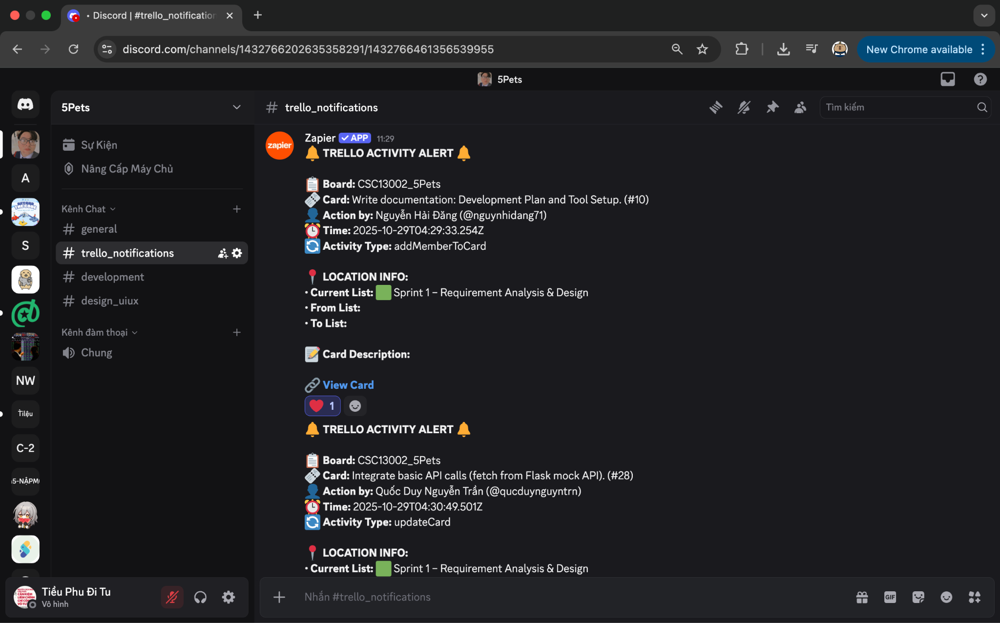 • Discord | #trello_notification
discord.com/channels/1432766202635358291/1432766461356539955
New Chrome available
5Pets
5Pets
Sự Kiện
Nâng Cấp Máy Chủ
Kênh Chat
general
trello_notifications
development
design_uiux
Kênh đàm thoại
Chung
A
BEYOND THE CODE
S
NW
Tilệu
C-2
15-NẬPM
Tiều Phu Đi Tu
Vô hình
# trello_notifications
Tìm kiếm
zapier
Zapier ✓ APP 11:29
🔔 TRELLO ACTIVITY ALERT 🔔
Board: CSC13002_5Pets
Card: Write documentation: Development Plan and Tool Setup. (#10)
Action by: Nguyễn Hải Đăng (@nguynhidang71)
Time: 2025-10-29T04:29:33.254Z
Activity Type: addMemberToCard
LOCATION INFO:
• Current List: Sprint 1 – Requirement Analysis & Design
• From List:
• To List:
Card Description:
View Card
1
🔔 TRELLO ACTIVITY ALERT 🔔
Board: CSC13002_5Pets
Card: Integrate basic API calls (fetch from Flask mock API). (#28)
Action by: Quốc Duy Nguyễn Trần (@qucduynguyntrn)
Time: 2025-10-29T04:30:49.501Z
Activity Type: updateCard
LOCATION INFO:
• Current List: Sprint 1 – Requirement Analysis & Design
Nhắn #trello_notifications
GIF